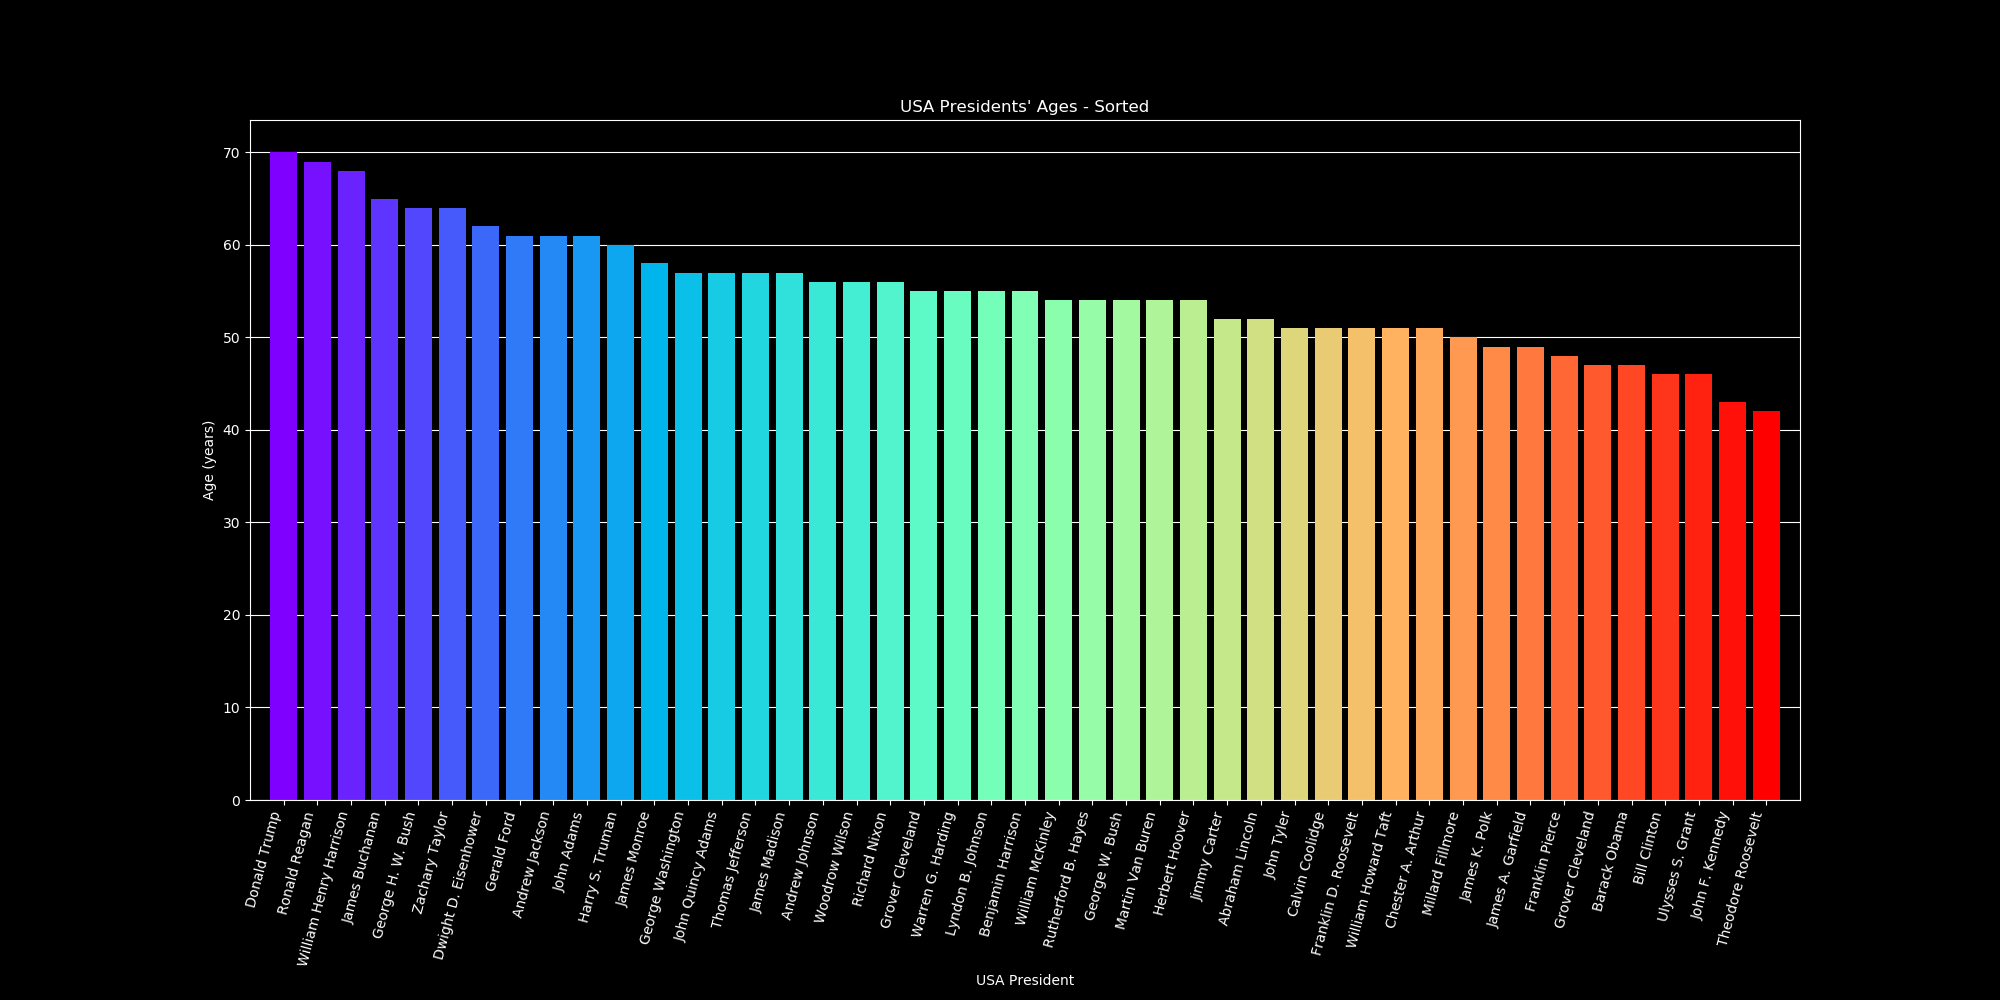 USA Presidents' Ages - Sorted
Age (years)
70
60
50
40
30
20
10
0
Donald Trump
Ronald Reagan
William Henry Harrison
James Buchanan
George H. W. Bush
Zachary Taylor
Dwight D. Eisenhower
Gerald Ford
Andrew Jackson
John Adams
Harry S. Truman
James Monroe
George Washington
John Quincy Adams
Thomas Jefferson
James Madison
Andrew Johnson
Woodrow Wilson
Richard Nixon
Grover Cleveland
Warren G. Harding
Lyndon B. Johnson
Benjamin Harrison
William McKinley
Rutherford B. Hayes
George W. Bush
Martin Van Buren
Herbert Hoover
Jimmy Carter
Abraham Lincoln
John Tyler
Calvin Coolidge
Franklin D. Roosevelt
William Howard Taft
Chester A. Arthur
Millard Fillmore
James K. Polk
James A. Garfield
Franklin Pierce
Grover Cleveland
Barack Obama
Bill Clinton
Ulysses S. Grant
John F. Kennedy
Theodore Roosevelt
USA President